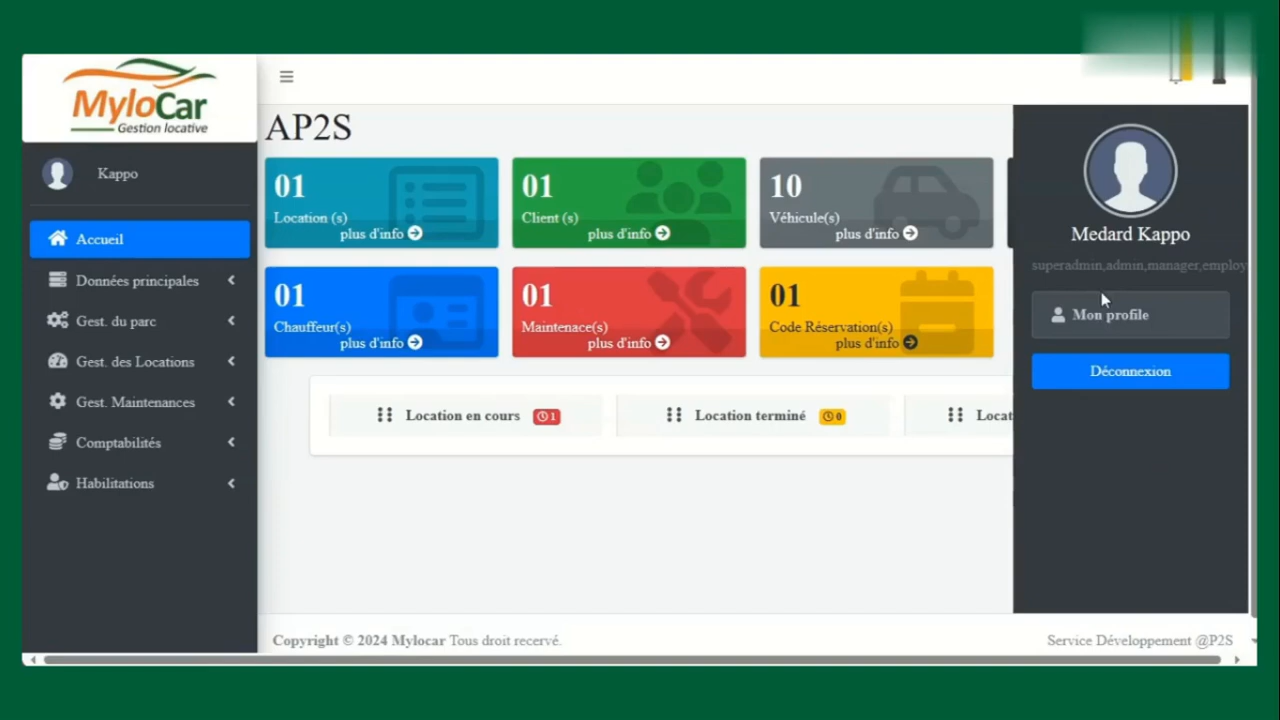 MyloCar
Gestion locative
Kappo
Accueil
Données principales
Gest. du parc
Gest. des Locations
Gest. Maintenances
Comptabilités
Habilitations
AP2S
01
Location (s)
plus d'info
01
Client (s)
plus d'info
10
Véhicule(s)
plus d'info
01
Chauffeur(s)
plus d'info
01
Maintenace(s)
plus d'info
01
Code Réservation(s)
plus d'info
Location en cours 1
Location terminé 0
Locat
Medard Kappo
superadmin,admin,manager,employ
Mon profile
Déconnexion
Copyright © 2024 Mylocar Tous droit recervé.
Service Développement @P2S